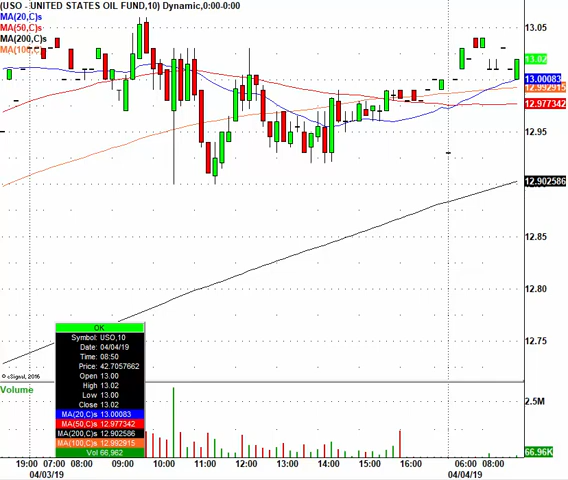 (USO - UNITED STATES OIL FUND,10) Dynamic,0:00-0:00
MA(20,C)s
MA(50,C)s
MA(200,C)s
MA(100,C)s
13.05
13.02
13.00083
12.992915
12.977342
12.95
12.902586
12.85
12.80
12.75
OK
Symbol: USO,10
Date: 04/04/19
Time: 08:50
Price: 42.7057662
Open 13.00
High 13.02
Low 13.00
Close 13.02
MA(20,C)s 13.00083
MA(50,C)s 12.977342
MA(200,C)s 12.902586
MA(100,C)s 12.992915
Vol 66,962
© eSignal, 2016
Volume
2.5M
66.96K
19:00 07:00 08:00 09:00 10:00 11:00 12:00 13:00 14:00 15:00 16:00 06:00 08:00
04/03/19 04/04/19